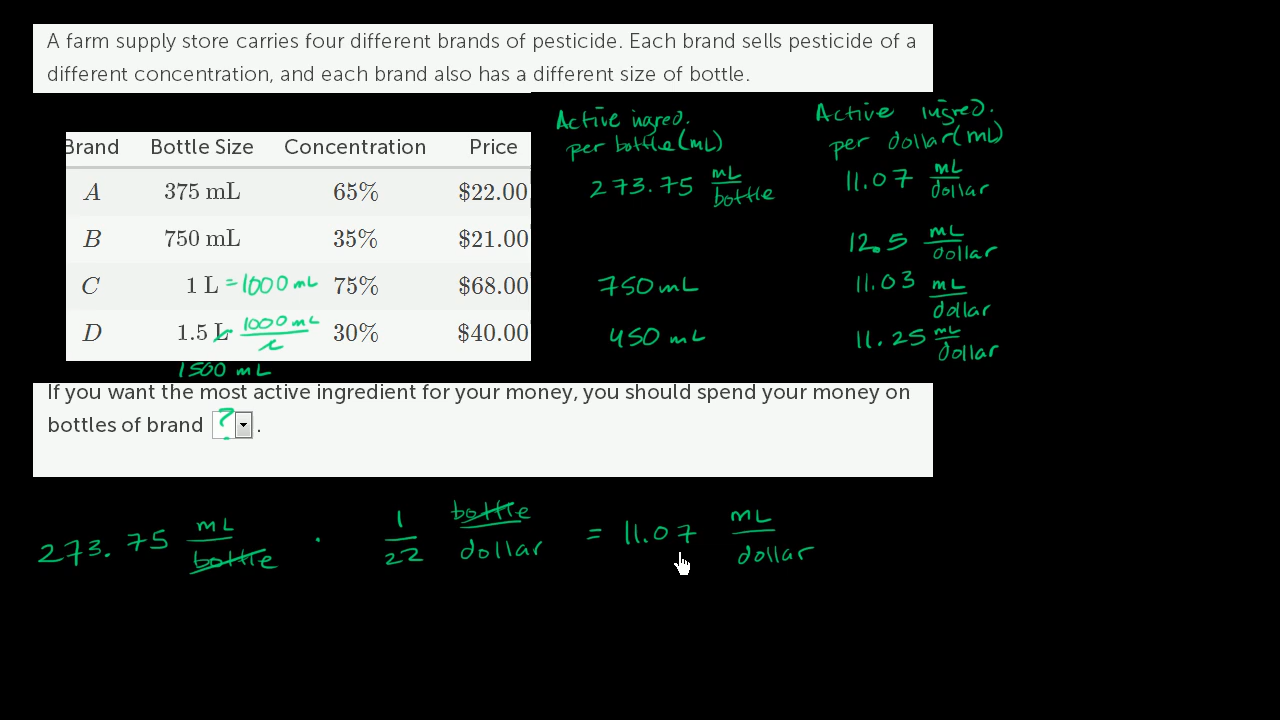 A farm supply store carries four different brands of pesticide. Each brand sells pesticide of a
different concentration, and each brand also has a different size of bottle.
Active ingred.
per bottle (mL)
Active ingred.
per dollar (mL)
Brand Bottle Size Concentration Price
A 375 mL 65% $22.00 273.75 mL/bottle 11.07 mL/dollar
B 750 mL 35% $21.00 12.5 mL/dollar
C 1 L = 1000 mL 75% $68.00 750 mL 11.03 mL/dollar
D 1.5 L 1000 mL/L 30% $40.00 450 mL 11.25 mL/dollar
1500 mL
If you want the most active ingredient for your money, you should spend your money on
bottles of brand ? .
273.75 mL/bottle · 1/22 bottle/dollar = 11.07 mL/dollar